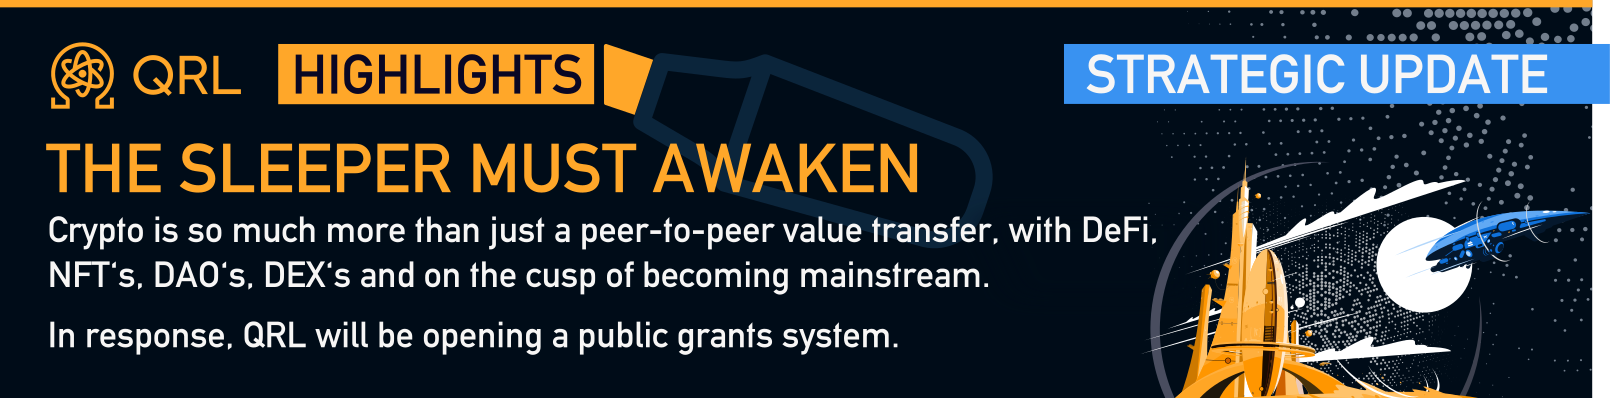 QRL HIGHLIGHTS STRATEGIC UPDATE
THE SLEEPER MUST AWAKEN
Crypto is so much more than just a peer-to-peer value transfer, with DeFi,
NFT‘s, DAO‘s, DEX‘s and on the cusp of becoming mainstream.
In response, QRL will be opening a public grants system.